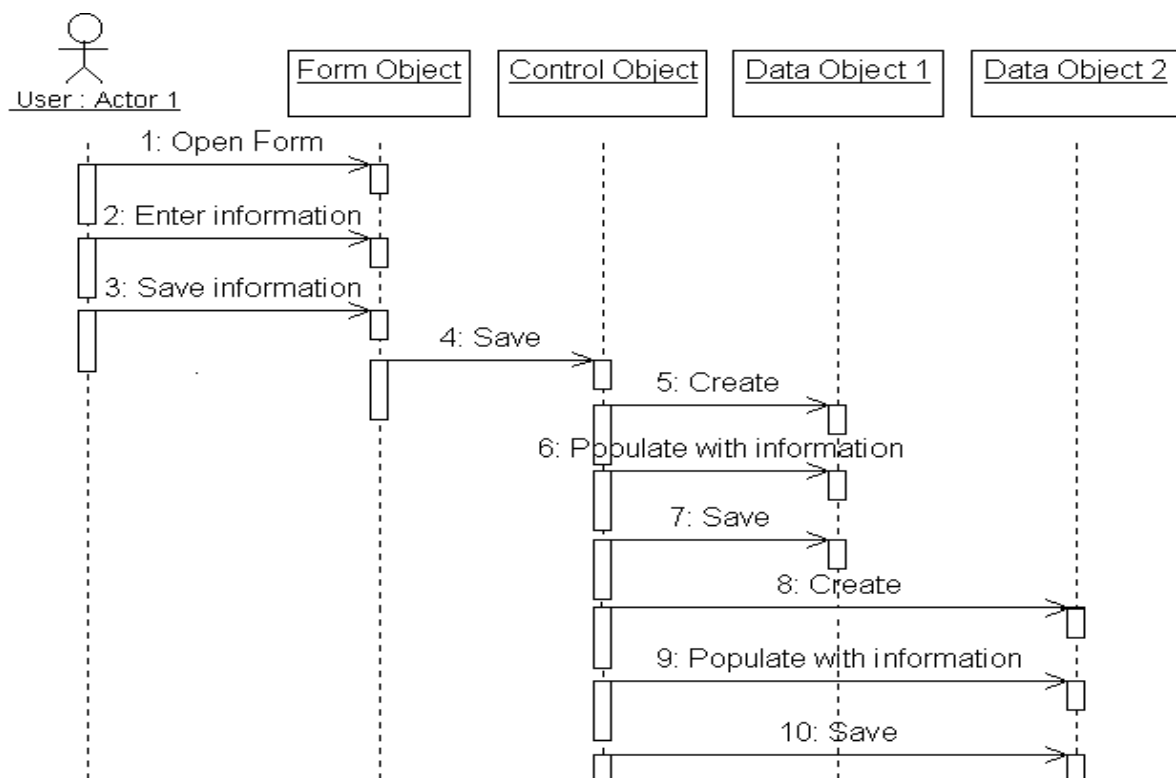 User : Actor 1
Form Object
Control Object
Data Object 1
Data Object 2
1: Open Form
2: Enter information
3: Save information
4: Save
5: Create
6: Populate with information
7: Save
8: Create
9: Populate with information
10: Save